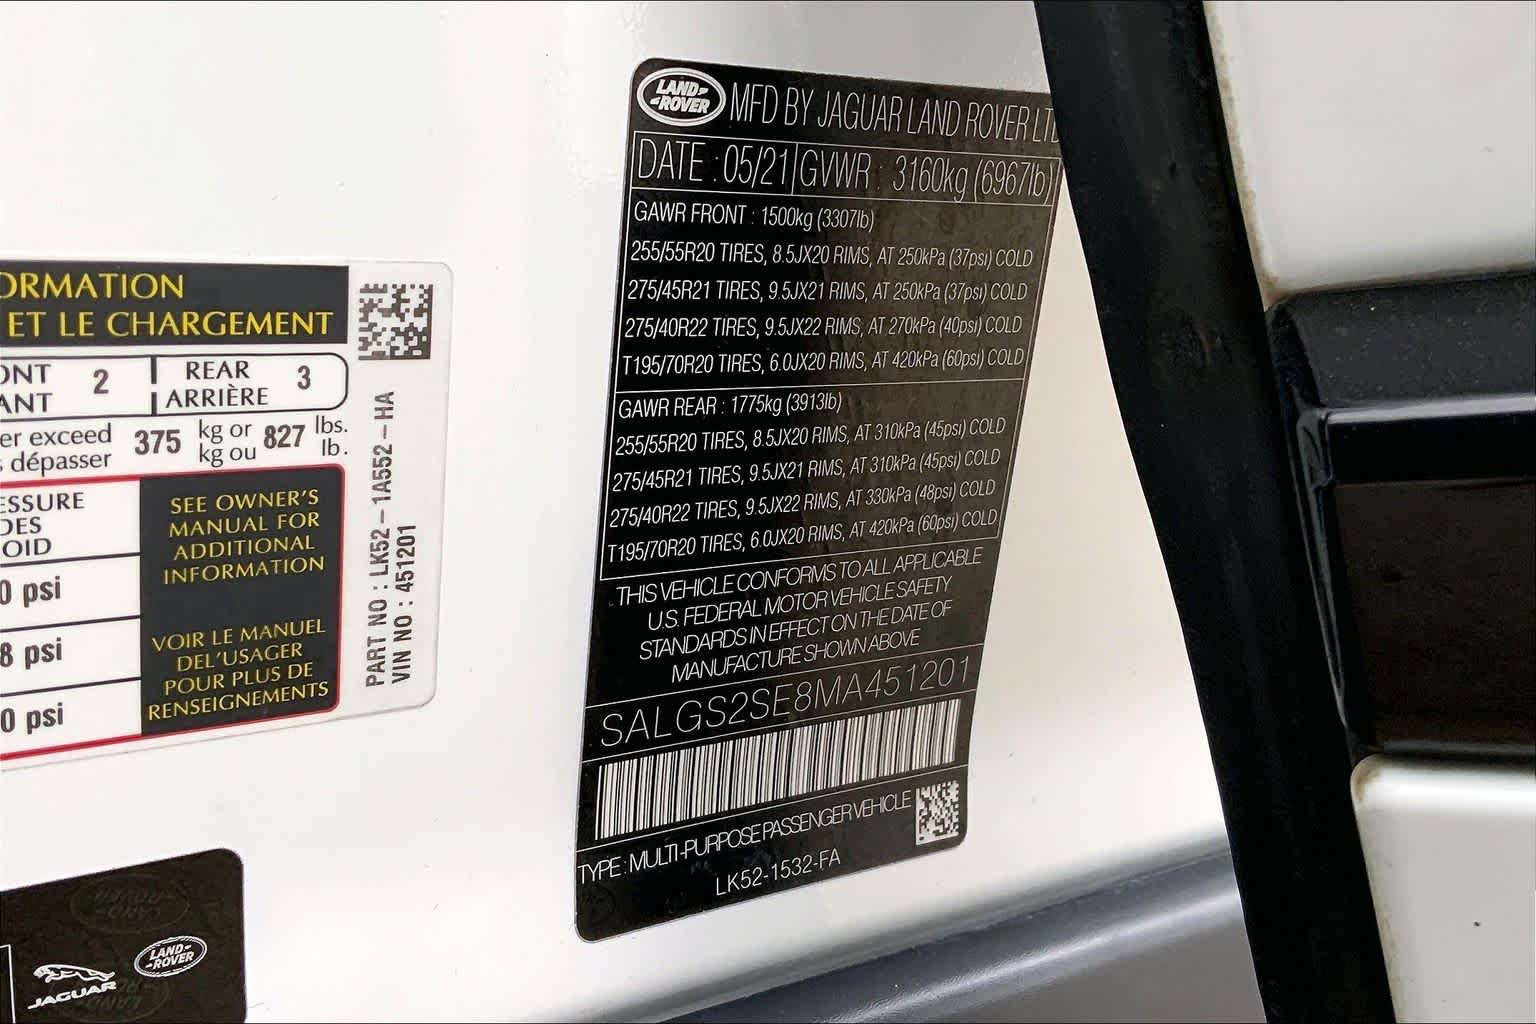 ORMATION
ET LE CHARGEMENT
ONT 2 REAR 3
ANT ARRIÈRE
er exceed 375 kg or 827 lbs.
s dépasser kg ou lb.
ESSURE
DES
OID
0 psi
8 psi
0 psi
SEE OWNER'S
MANUAL FOR
ADDITIONAL
INFORMATION
VOIR LE MANUEL
DEL'USAGER
POUR PLUS DE
RENSEIGNEMENTS
PART NO : LK52-1A552-HA
VIN NO : 451201
LAND-
-ROVER
MFD BY JAGUAR LAND ROVER LTD
DATE : 05/21 GVWR : 3160kg (6967lb)
GAWR FRONT : 1500kg (3307lb)
255/55R20 TIRES, 8.5JX20 RIMS, AT 250kPa (37psi) COLD
275/45R21 TIRES, 9.5JX21 RIMS, AT 250kPa (37psi) COLD
275/40R22 TIRES, 9.5JX22 RIMS, AT 270kPa (40psi) COLD
T195/70R20 TIRES, 6.0JX20 RIMS, AT 420kPa (60psi) COLD
GAWR REAR : 1775kg (3913lb)
255/55R20 TIRES, 8.5JX20 RIMS, AT 310kPa (45psi) COLD
275/45R21 TIRES, 9.5JX21 RIMS, AT 310kPa (45psi) COLD
275/40R22 TIRES, 9.5JX22 RIMS, AT 330kPa (48psi) COLD
T195/70R20 TIRES, 6.0JX20 RIMS, AT 420kPa (60psi) COLD
THIS VEHICLE CONFORMS TO ALL APPLICABLE
U.S. FEDERAL MOTOR VEHICLE SAFETY
STANDARDS IN EFFECT ON THE DATE OF
MANUFACTURE SHOWN ABOVE
SALGS2SE8MA451201
TYPE : MULTI-PURPOSE PASSENGER VEHICLE
LK52-1532-FA
JAGUAR
LAND-
-ROVER